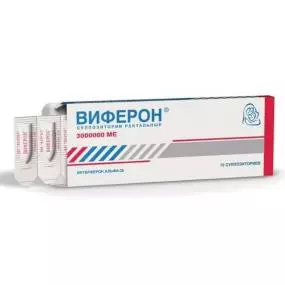 ВИФЕРОН®
СУППОЗИТОРИИ РЕКТАЛЬНЫЕ
3000000 МЕ
ИНТЕРФЕРОН АЛЬФА-2b
10 СУППОЗИТОРИЕВ